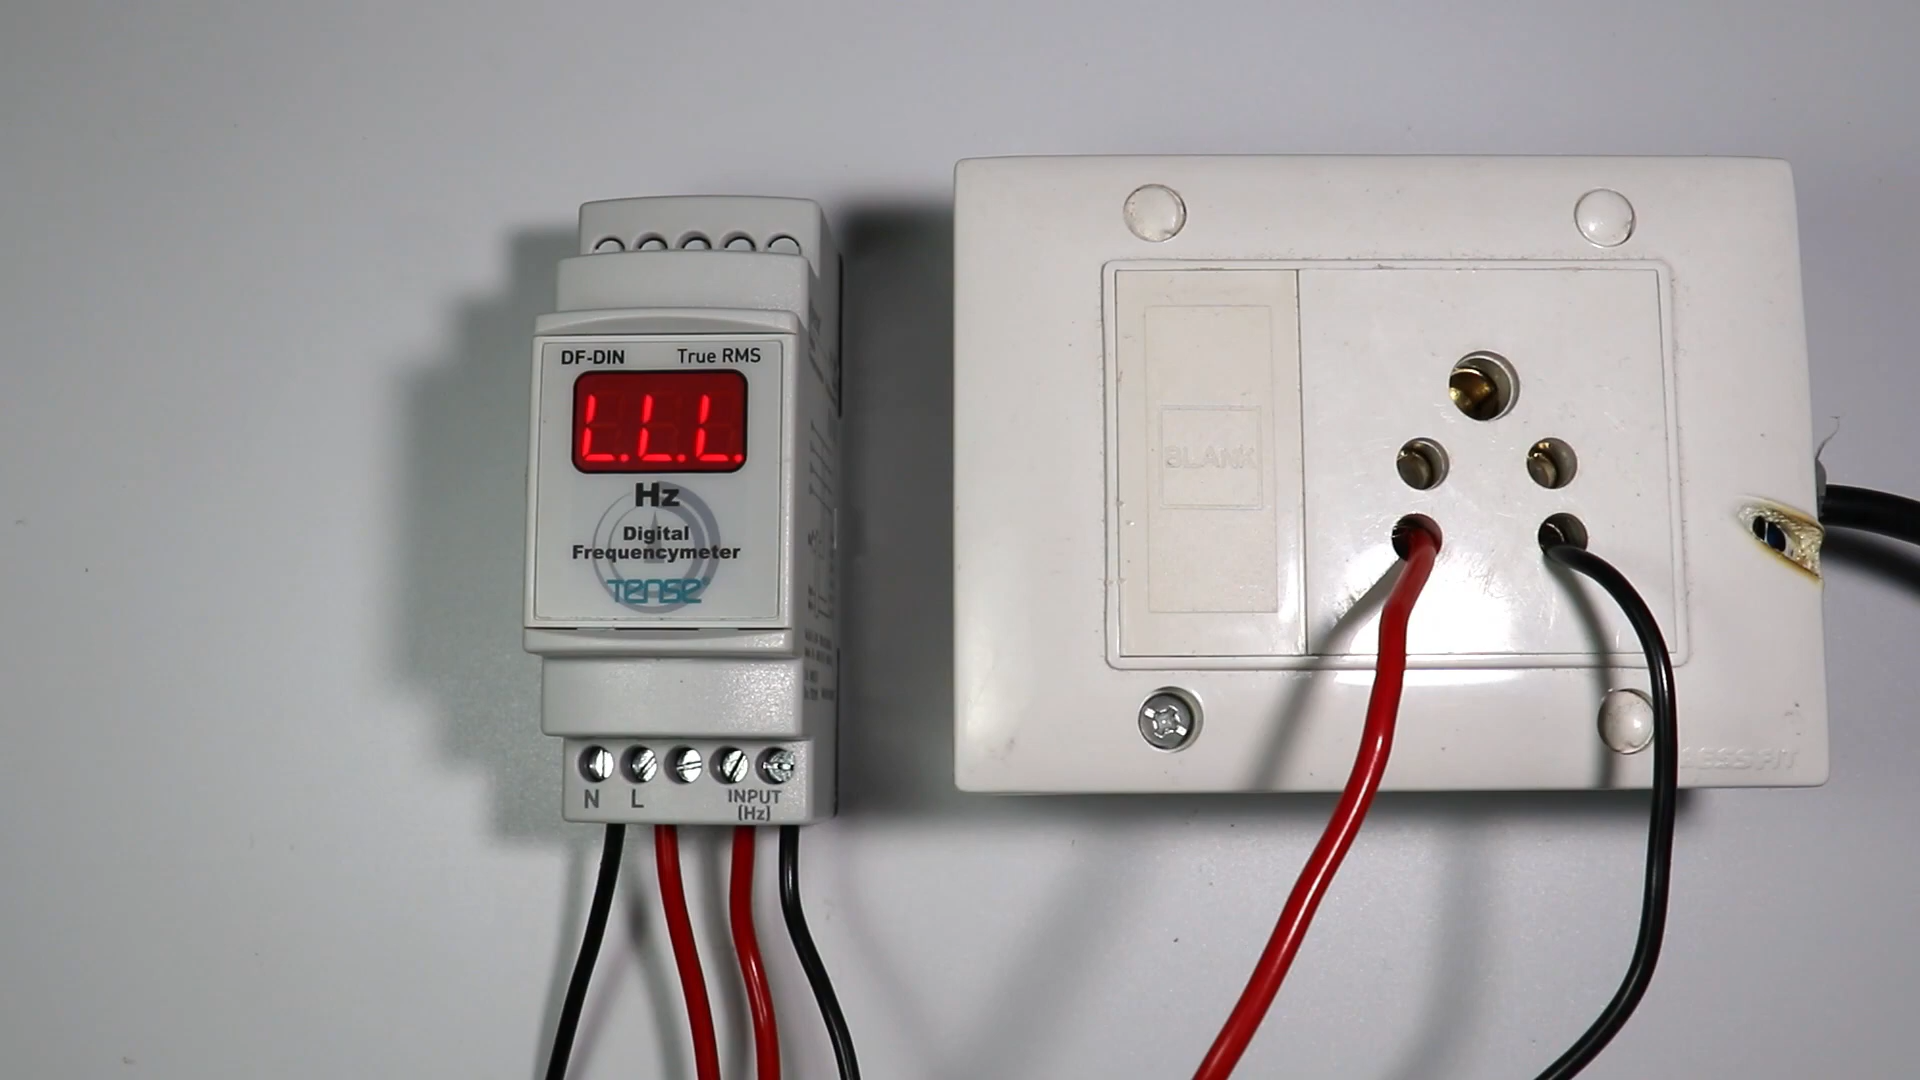 DF-DIN True RMS
L.L.L.
Hz
Digital
Frequencymeter
TENSE
N L INPUT
(Hz)
BLANK